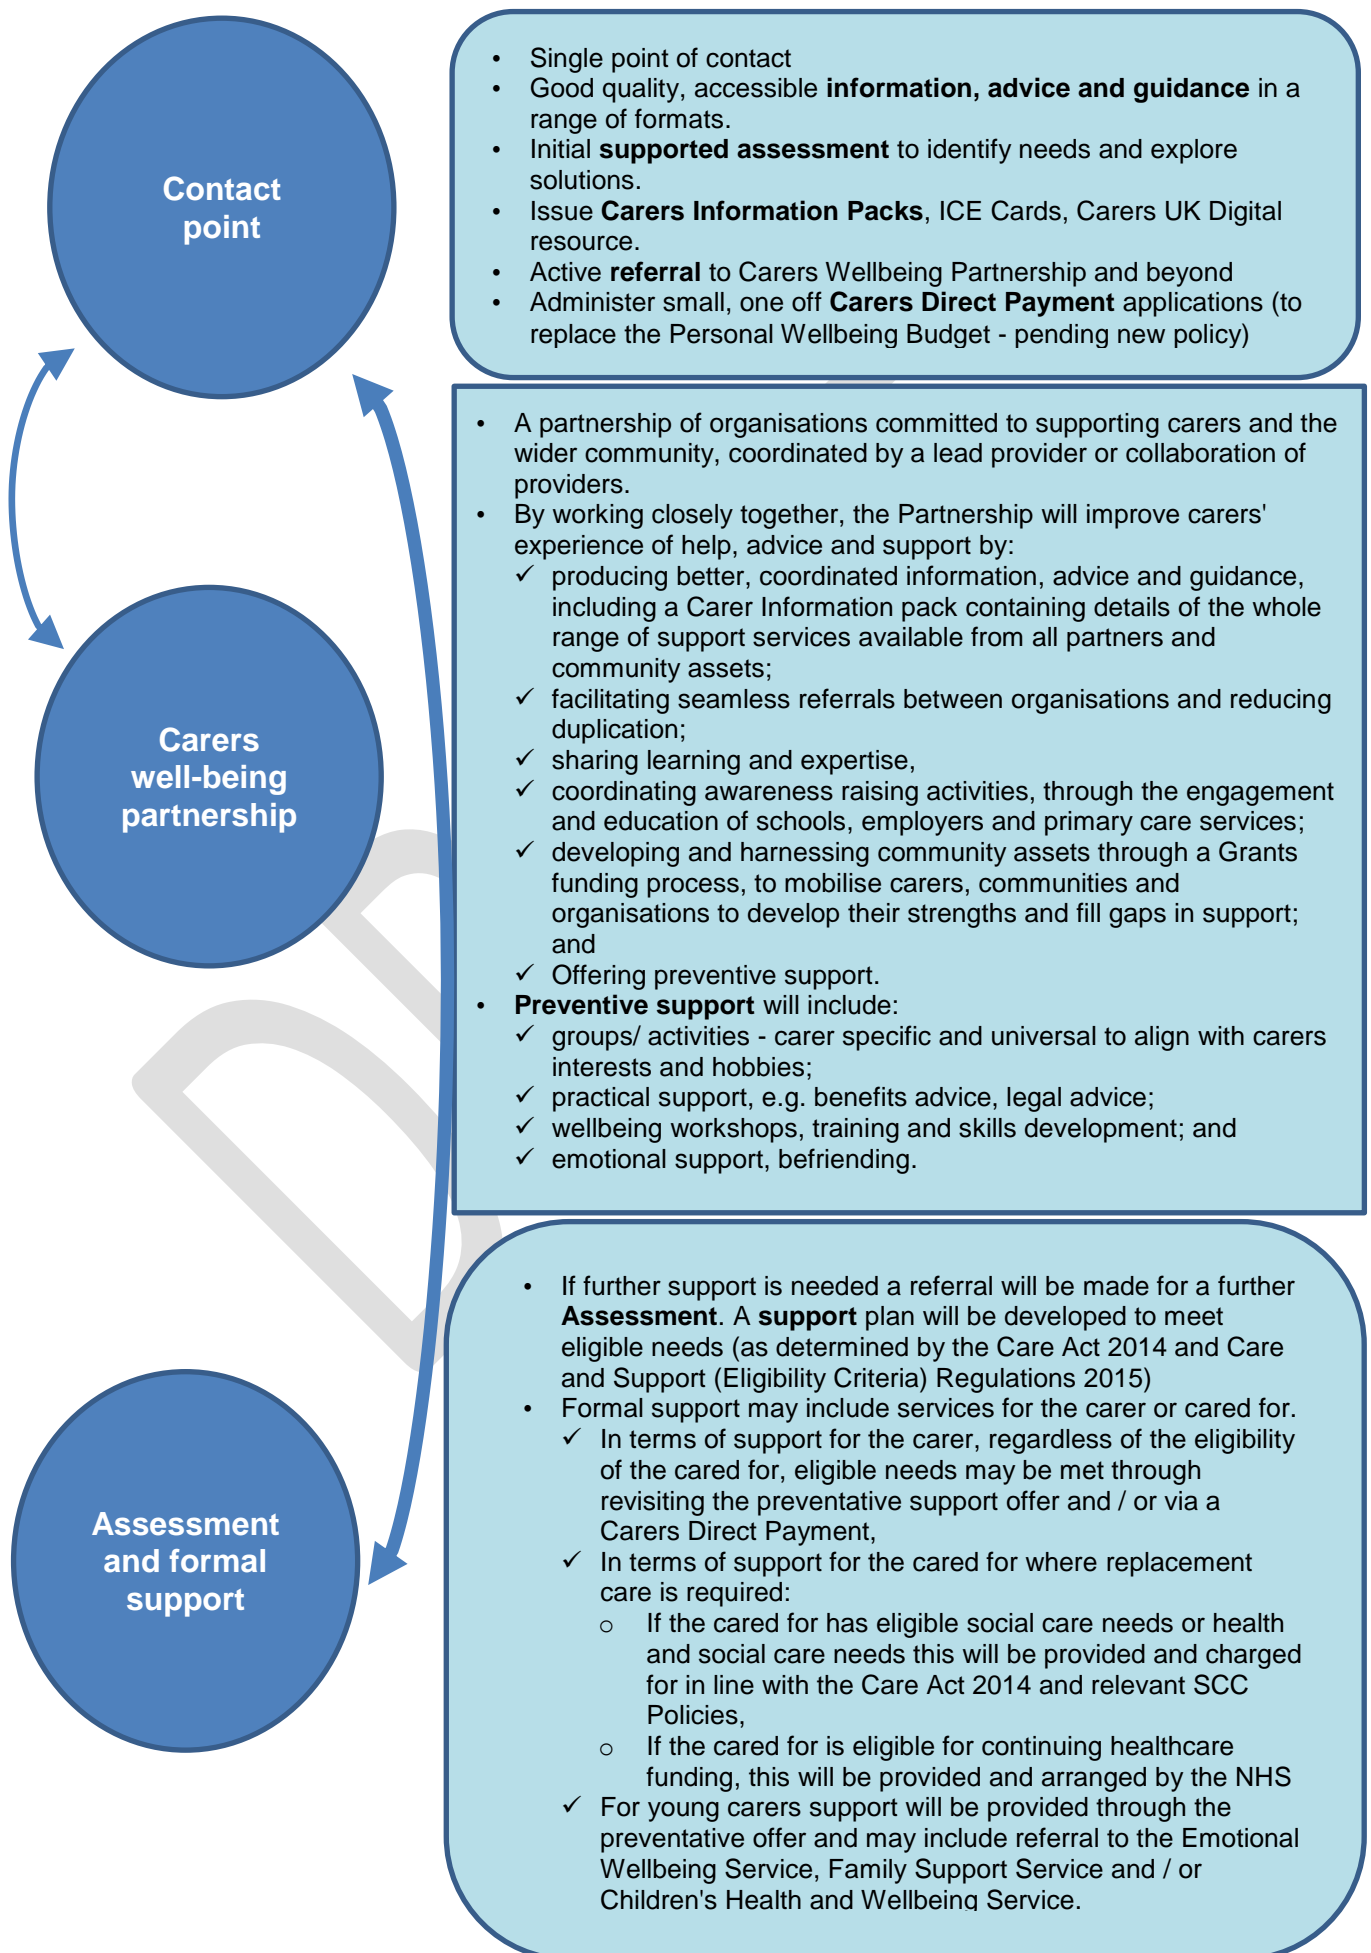 Contact
point
• Single point of contact
• Good quality, accessible information, advice and guidance in a
range of formats.
• Initial supported assessment to identify needs and explore
solutions.
• Issue Carers Information Packs, ICE Cards, Carers UK Digital
resource.
• Active referral to Carers Wellbeing Partnership and beyond
• Administer small, one off Carers Direct Payment applications (to
replace the Personal Wellbeing Budget - pending new policy)
Carers
well-being
partnership
• A partnership of organisations committed to supporting carers and the
wider community, coordinated by a lead provider or collaboration of
providers.
• By working closely together, the Partnership will improve carers'
experience of help, advice and support by:
✓ producing better, coordinated information, advice and guidance,
including a Carer Information pack containing details of the whole
range of support services available from all partners and
community assets;
✓ facilitating seamless referrals between organisations and reducing
duplication;
✓ sharing learning and expertise,
✓ coordinating awareness raising activities, through the engagement
and education of schools, employers and primary care services;
✓ developing and harnessing community assets through a Grants
funding process, to mobilise carers, communities and
organisations to develop their strengths and fill gaps in support;
and
✓ Offering preventive support.
• Preventive support will include:
✓ groups/ activities - carer specific and universal to align with carers
interests and hobbies;
✓ practical support, e.g. benefits advice, legal advice;
✓ wellbeing workshops, training and skills development; and
✓ emotional support, befriending.
Assessment
and formal
support
• If further support is needed a referral will be made for a further
Assessment. A support plan will be developed to meet
eligible needs (as determined by the Care Act 2014 and Care
and Support (Eligibility Criteria) Regulations 2015)
• Formal support may include services for the carer or cared for.
✓ In terms of support for the carer, regardless of the eligibility
of the cared for, eligible needs may be met through
revisiting the preventative support offer and / or via a
Carers Direct Payment,
✓ In terms of support for the cared for where replacement
care is required:
o If the cared for has eligible social care needs or health
and social care needs this will be provided and charged
for in line with the Care Act 2014 and relevant SCC
Policies,
o If the cared for is eligible for continuing healthcare
funding, this will be provided and arranged by the NHS
✓ For young carers support will be provided through the
preventative offer and may include referral to the Emotional
Wellbeing Service, Family Support Service and / or
Children's Health and Wellbeing Service.